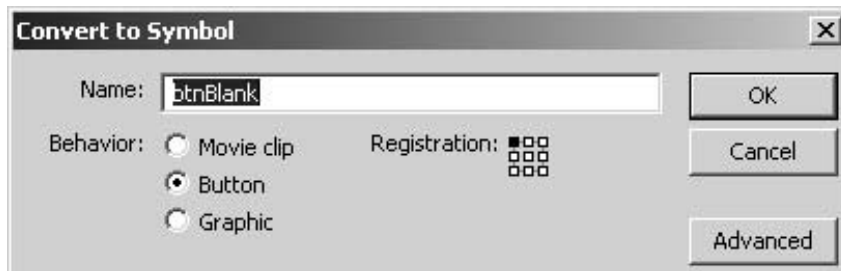 Convert to Symbol
Name: btnBlank OK
Behavior: Movie clip Registration: Cancel
Button
Graphic Advanced